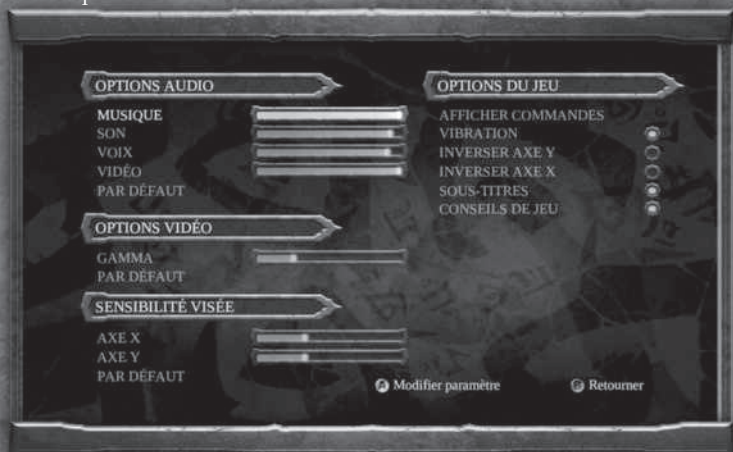 OPTIONS AUDIO
MUSIQUE
SON
VOIX
VIDÉO
PAR DÉFAUT
OPTIONS VIDÉO
GAMMA
PAR DÉFAUT
SENSIBILITÉ VISÉE
AXE X
AXE Y
PAR DÉFAUT
OPTIONS DU JEU
AFFICHER COMMANDES
VIBRATION
INVERSER AXE Y
INVERSER AXE X
SOUS-TITRES
CONSEILS DE JEU
Modifier paramètre
Retourner